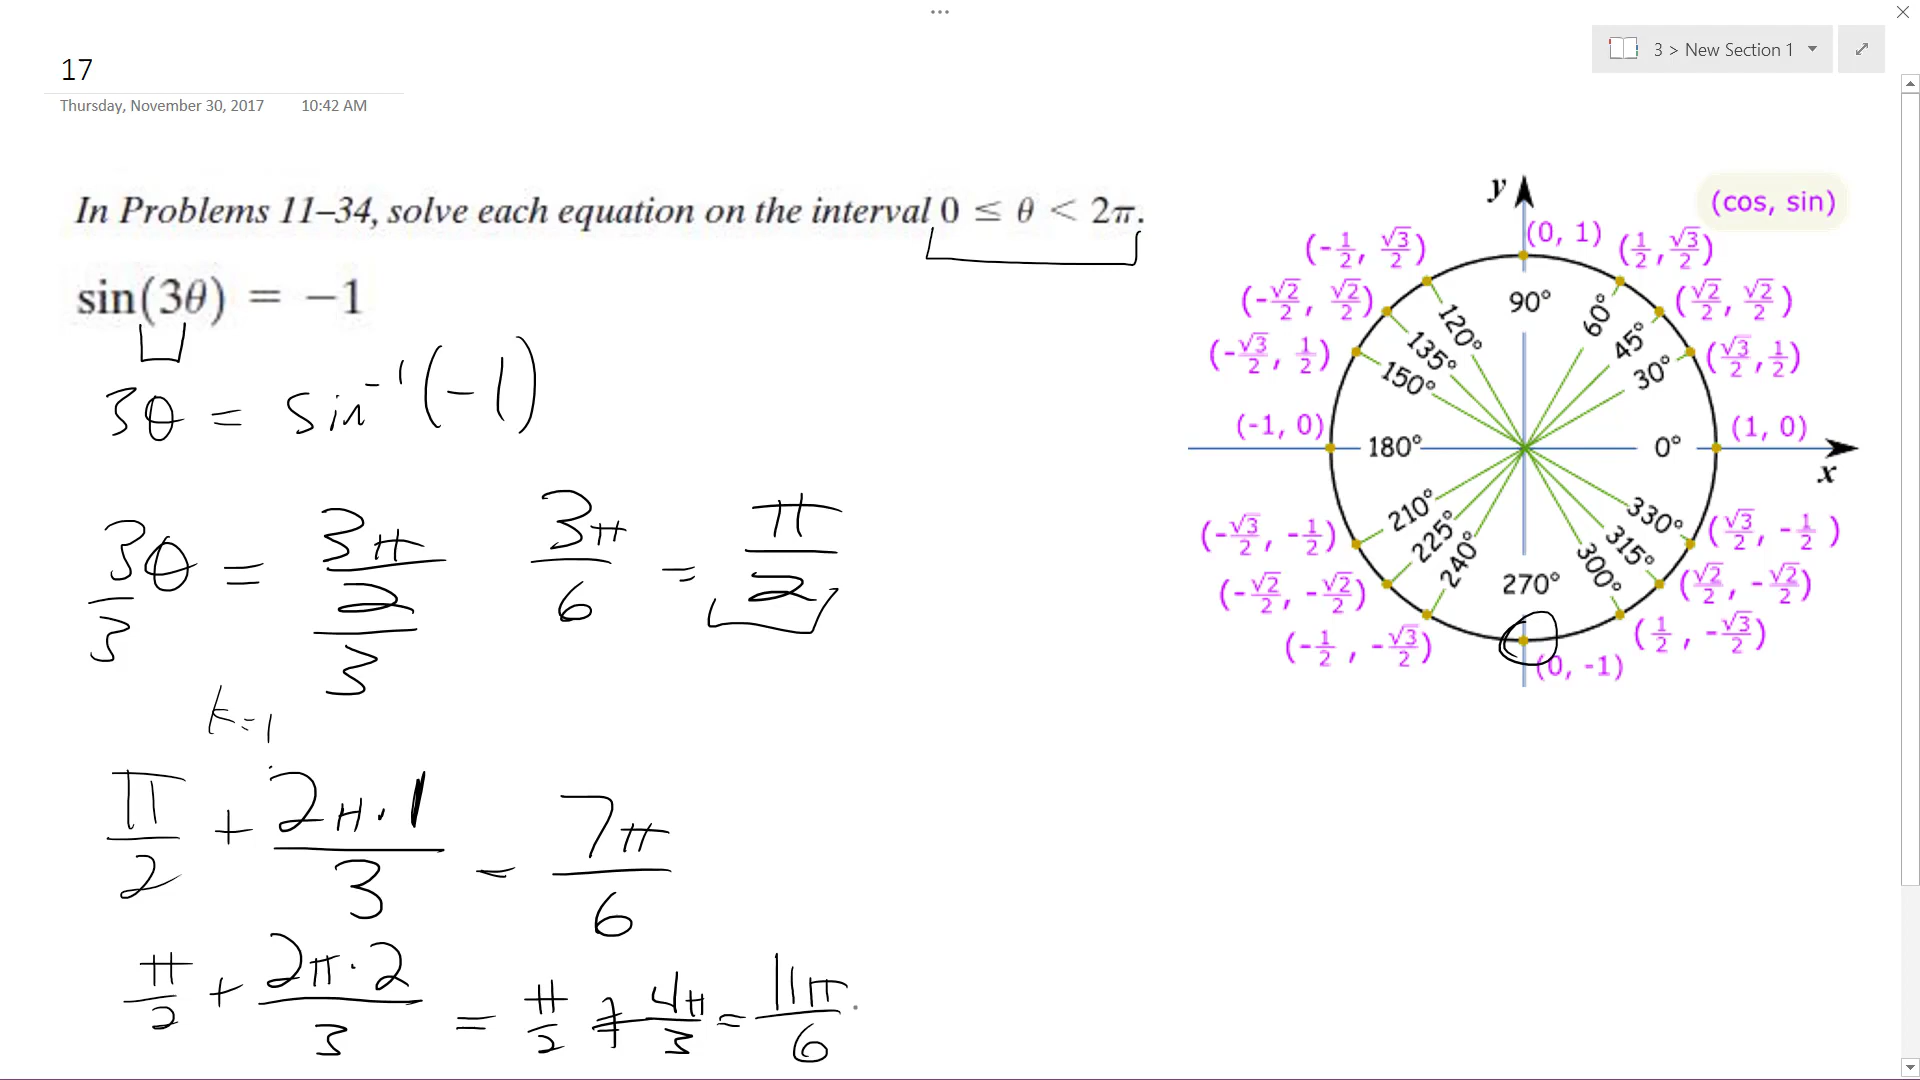 3 > New Section 1
17
Thursday, November 30, 2017 10:42 AM
In Problems 11–34, solve each equation on the interval 0 ≤ θ < 2π.
sin(3θ) = −1
3θ = sin⁻¹(−1)
3θ/3 = (3π/2)/3
3π/6 = π/2
k=1
π/2 + 2π·1/3 = 7π/6
π/2 + 2π·2/3 = π/2 + 4π/3 = 11π/6
y
(cos, sin)
(0, 1)
(-1/2, √3/2)
(1/2, √3/2)
(-√2/2, √2/2)
(√2/2, √2/2)
(-√3/2, 1/2)
(√3/2, 1/2)
90°
120°
60°
135°
45°
150°
30°
(-1, 0)
(1, 0)
180°
0°
x
210°
330°
225°
315°
240°
300°
270°
(-√3/2, -1/2)
(√3/2, -1/2)
(-√2/2, -√2/2)
(√2/2, -√2/2)
(-1/2, -√3/2)
(1/2, -√3/2)
(0, -1)